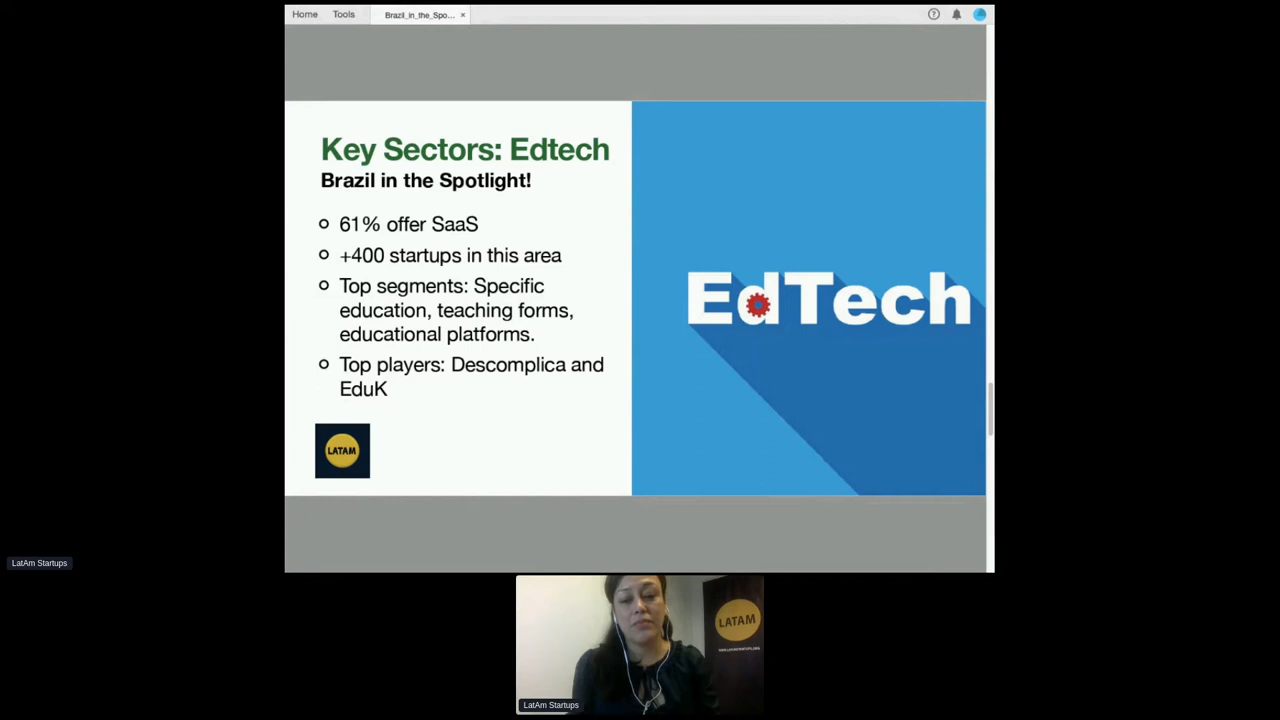 Home Tools Brazil_in_the_Spo... × ?
Key Sectors: Edtech
Brazil in the Spotlight!
61% offer SaaS
+400 startups in this area
Top segments: Specific
education, teaching forms,
educational platforms.
Top players: Descomplica and
EduK
LATAM
EdTech
LatAm Startups
LATAM
LatAm Startups